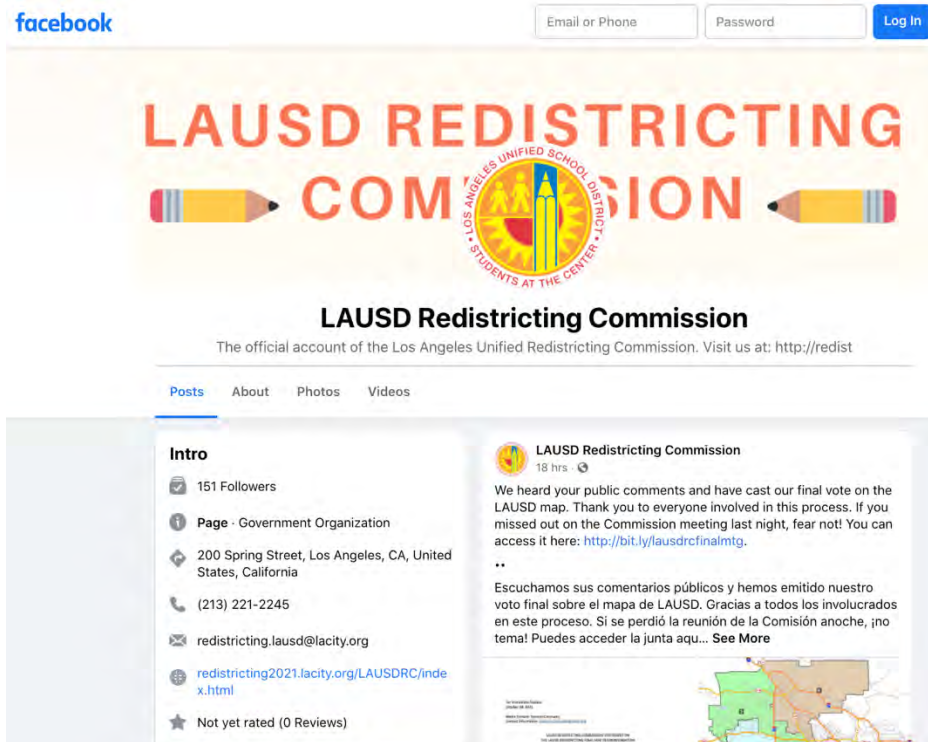 facebook
Email or Phone
Password
Log In
LAUSD REDISTRICTING
COM SION
LOS ANGELES UNIFIED SCHOOL DISTRICT • STUDENTS AT THE CENTER •
LAUSD Redistricting Commission
The official account of the Los Angeles Unified Redistricting Commission. Visit us at: http://redist
Posts About Photos Videos
Intro
151 Followers
Page · Government Organization
200 Spring Street, Los Angeles, CA, United
States, California
(213) 221-2245
redistricting.lausd@lacity.org
redistricting2021.lacity.org/LAUSDRC/inde
x.html
Not yet rated (0 Reviews)
LAUSD Redistricting Commission
18 hrs ·
We heard your public comments and have cast our final vote on the
LAUSD map. Thank you to everyone involved in this process. If you
missed out on the Commission meeting last night, fear not! You can
access it here: http://bit.ly/lausdrcfinalmtg.
••
Escuchamos sus comentarios públicos y hemos emitido nuestro
voto final sobre el mapa de LAUSD. Gracias a todos los involucrados
en este proceso. Si se perdió la reunión de la Comisión anoche, ¡no
tema! Puedes acceder la junta aqu... See More